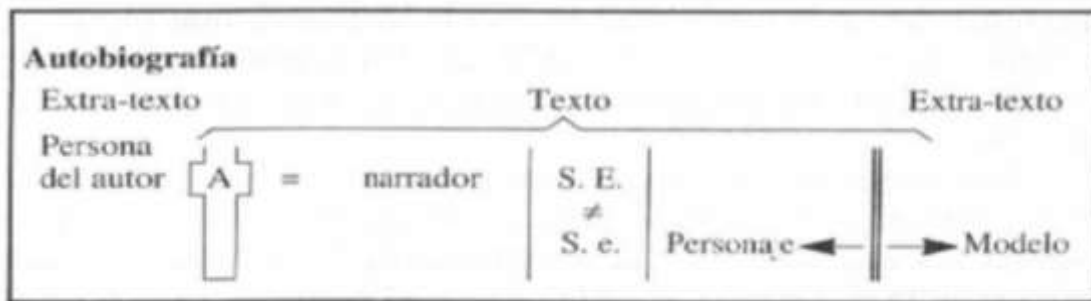 Autobiografía
Extra-texto Texto Extra-texto
Persona
del autor A = narrador S. E.
≠
S. e. Persona e Modelo